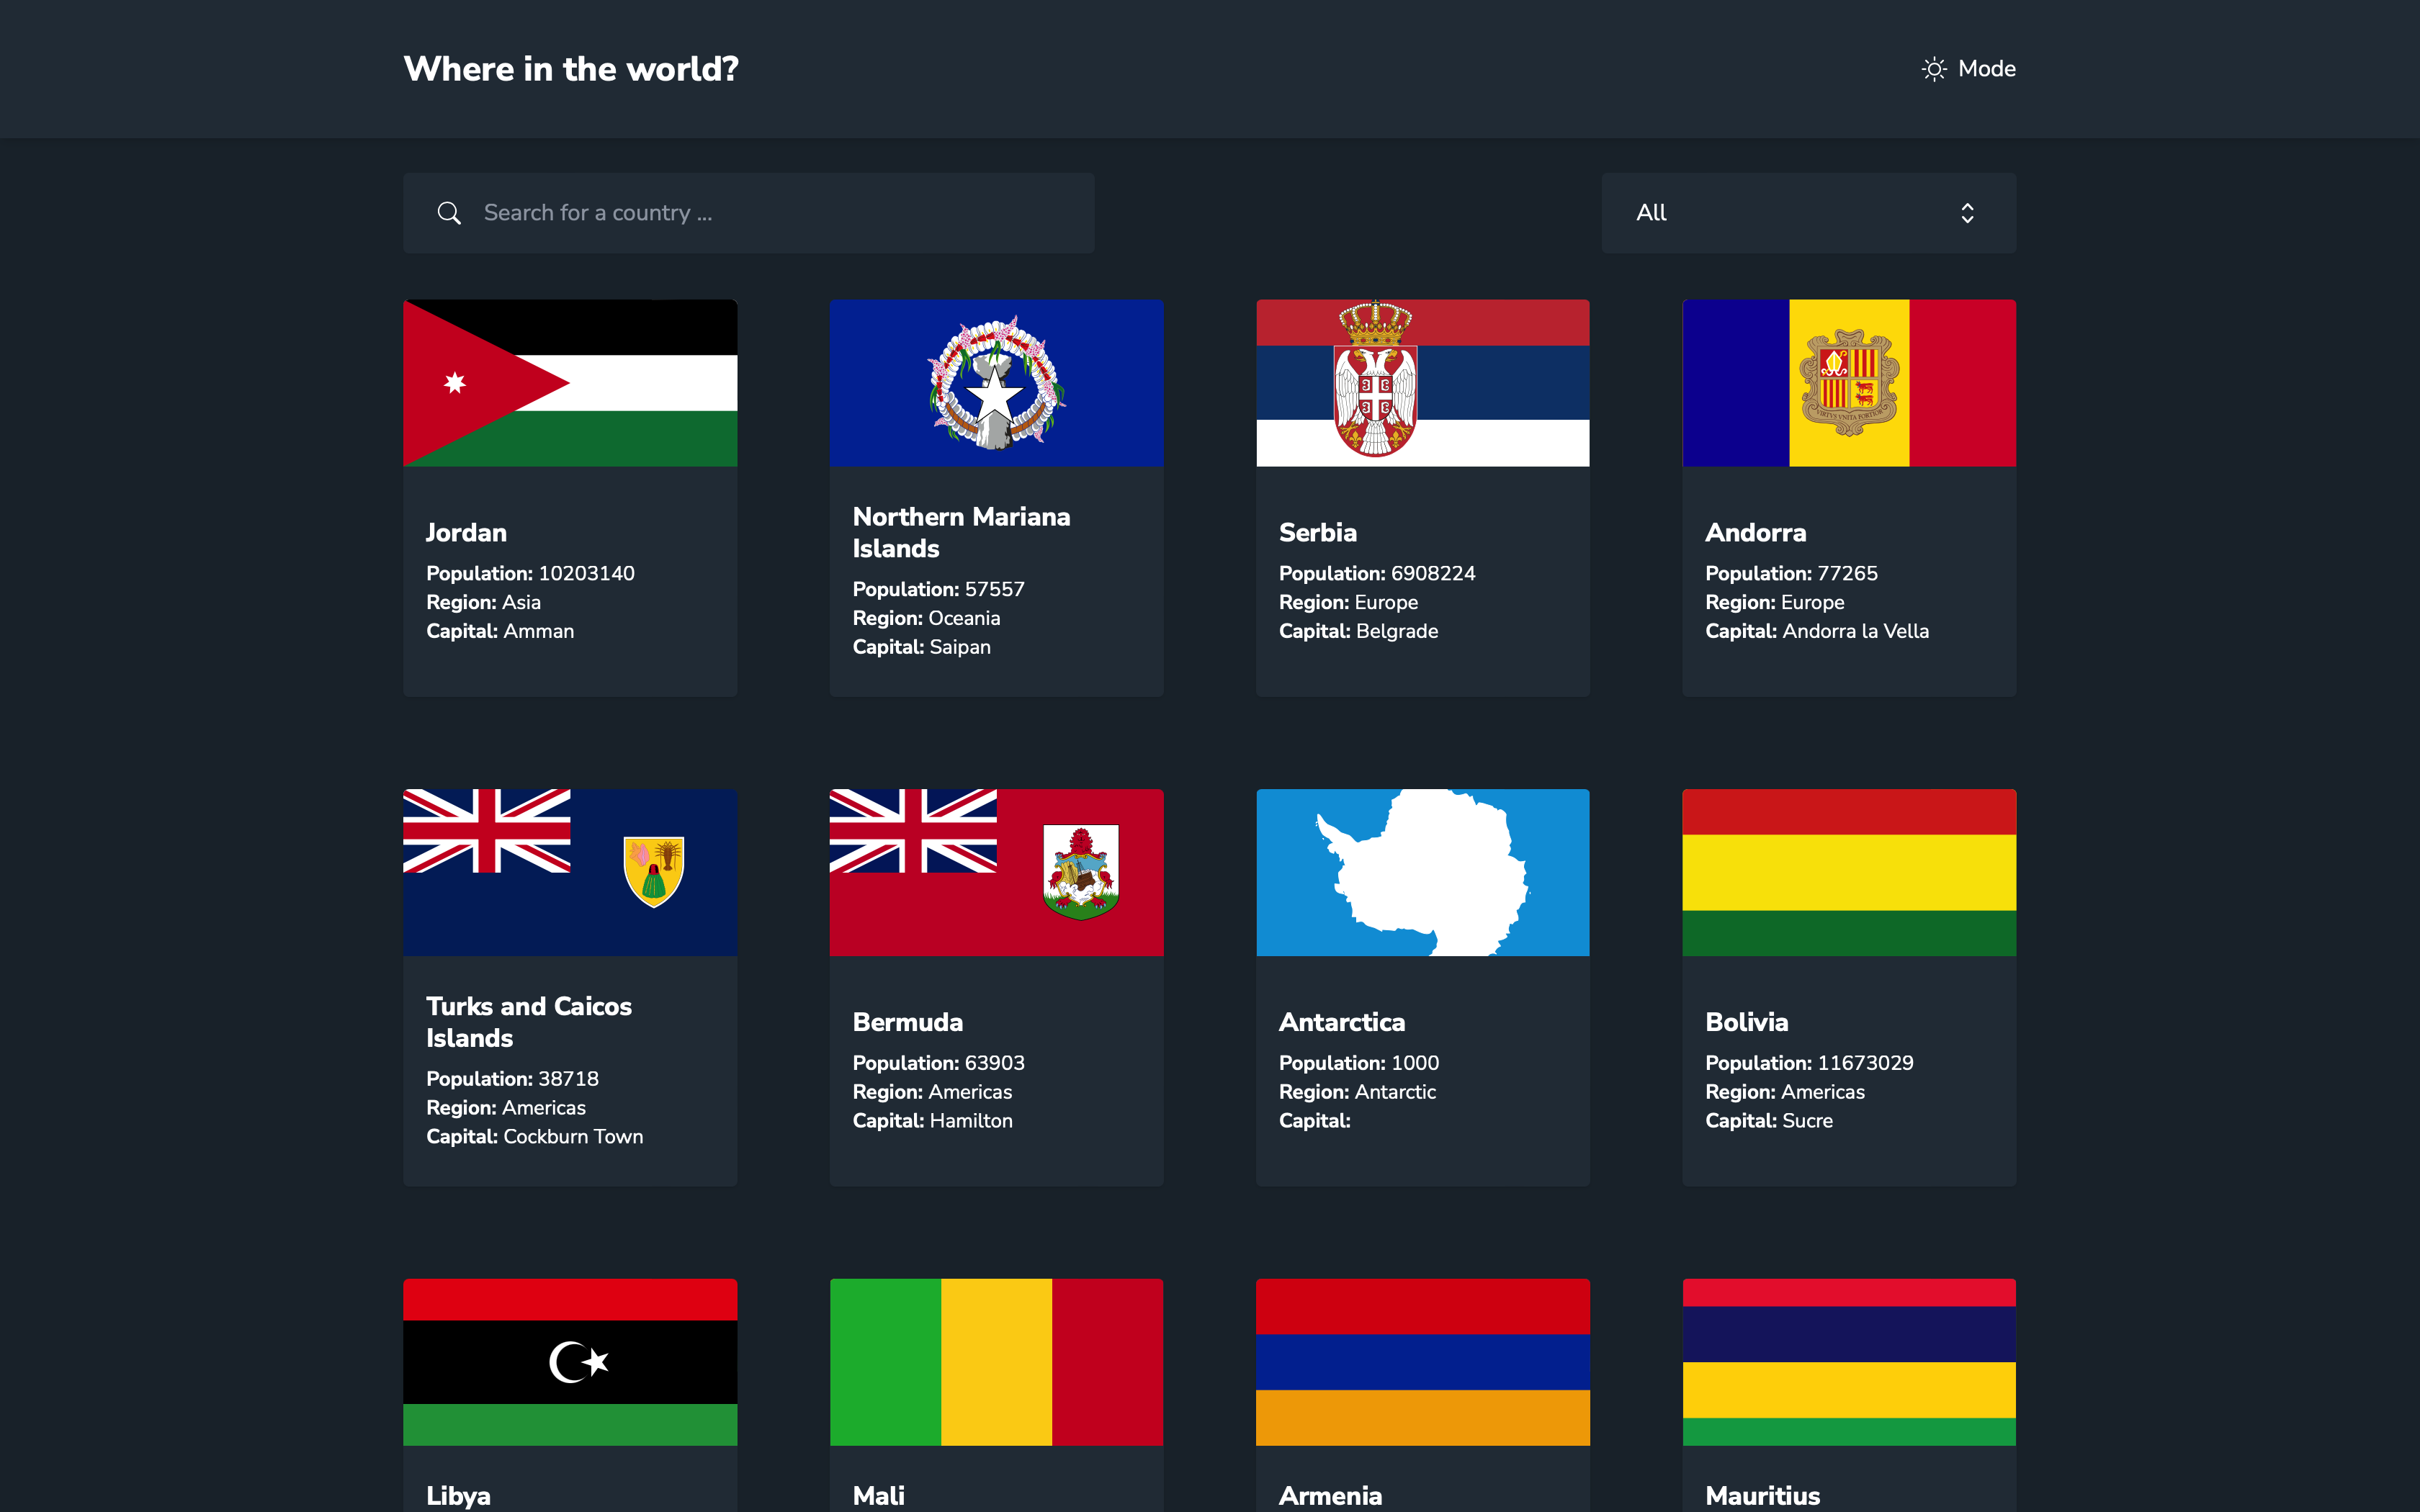 Where in the world?
Mode
Search for a country ...
All
Jordan
Population: 10203140
Region: Asia
Capital: Amman
Northern Mariana
Islands
Population: 57557
Region: Oceania
Capital: Saipan
Serbia
Population: 6908224
Region: Europe
Capital: Belgrade
Andorra
Population: 77265
Region: Europe
Capital: Andorra la Vella
Turks and Caicos
Islands
Population: 38718
Region: Americas
Capital: Cockburn Town
Bermuda
Population: 63903
Region: Americas
Capital: Hamilton
Antarctica
Population: 1000
Region: Antarctic
Capital:
Bolivia
Population: 11673029
Region: Americas
Capital: Sucre
Libya
Mali
Armenia
Mauritius